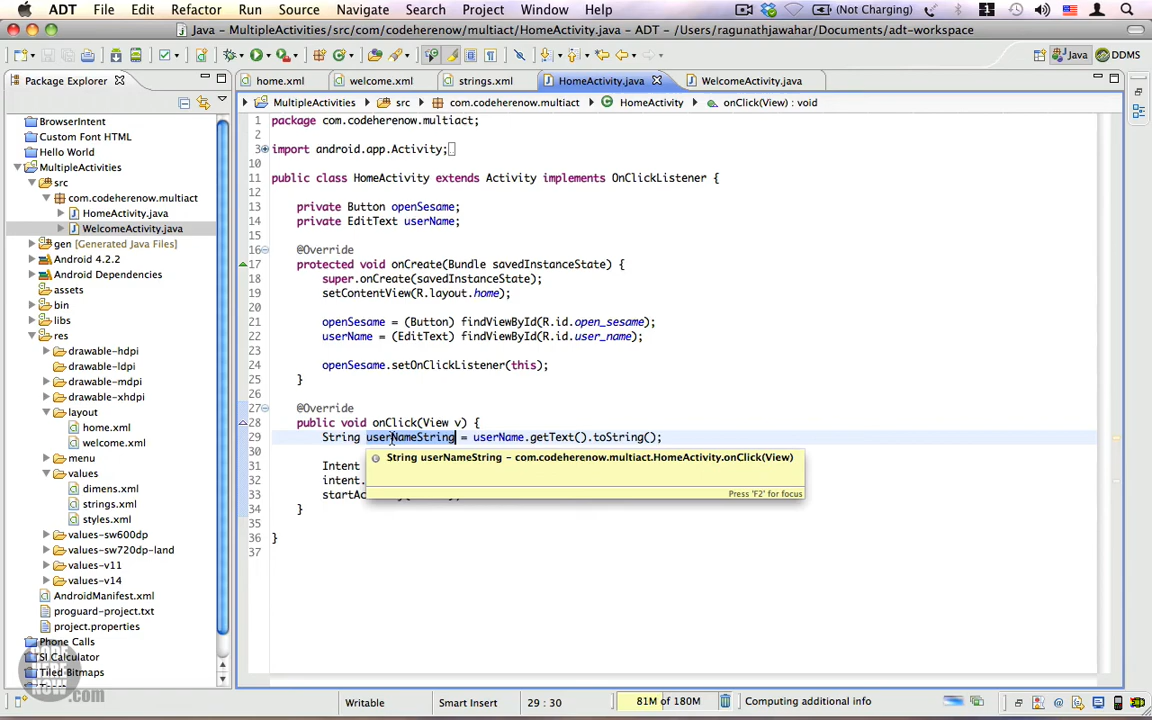 ADT File Edit Refactor Run Source Navigate Search Project Window Help (Not Charging) 1
Java - MultipleActivities/src/com/codeherenow/multiact/HomeActivity.java - ADT - /Users/ragunathjawahar/Documents/adt-workspace
Java DDMS
Package Explorer home.xml welcome.xml strings.xml HomeActivity.java WelcomeActivity.java
MultipleActivities src com.codeherenow.multiact HomeActivity onClick(View) : void
BrowserIntent
Custom Font HTML
Hello World
MultipleActivities
src
com.codeherenow.multiact
HomeActivity.java
WelcomeActivity.java
gen [Generated Java Files]
Android 4.2.2
Android Dependencies
assets
bin
libs
res
drawable-hdpi
drawable-ldpi
drawable-mdpi
drawable-xhdpi
layout
home.xml
welcome.xml
menu
values
dimens.xml
strings.xml
styles.xml
values-sw600dp
values-sw720dp-land
values-v11
values-v14
AndroidManifest.xml
proguard-project.txt
project.properties
Phone Calls
SI Calculator
Tiled-Bitmaps
1 package com.codeherenow.multiact;
2
3 import android.app.Activity;
10
11 public class HomeActivity extends Activity implements OnClickListener {
12
13 private Button openSesame;
14 private EditText userName;
15
16 @Override
17 protected void onCreate(Bundle savedInstanceState) {
18 super.onCreate(savedInstanceState);
19 setContentView(R.layout.home);
20
21 openSesame = (Button) findViewById(R.id.open_sesame);
22 userName = (EditText) findViewById(R.id.user_name);
23
24 openSesame.setOnClickListener(this);
25 }
26
27 @Override
28 public void onClick(View v) {
29 String userNameString = userName.getText().toString();
30
31 Intent
32 intent.
33 startAc
34 }
35
36 }
37
String userNameString - com.codeherenow.multiact.HomeActivity.onClick(View)
Press 'F2' for focus
CODE HERE NOW .com
Writable Smart Insert 29 : 30 81M of 180M Computing additional info